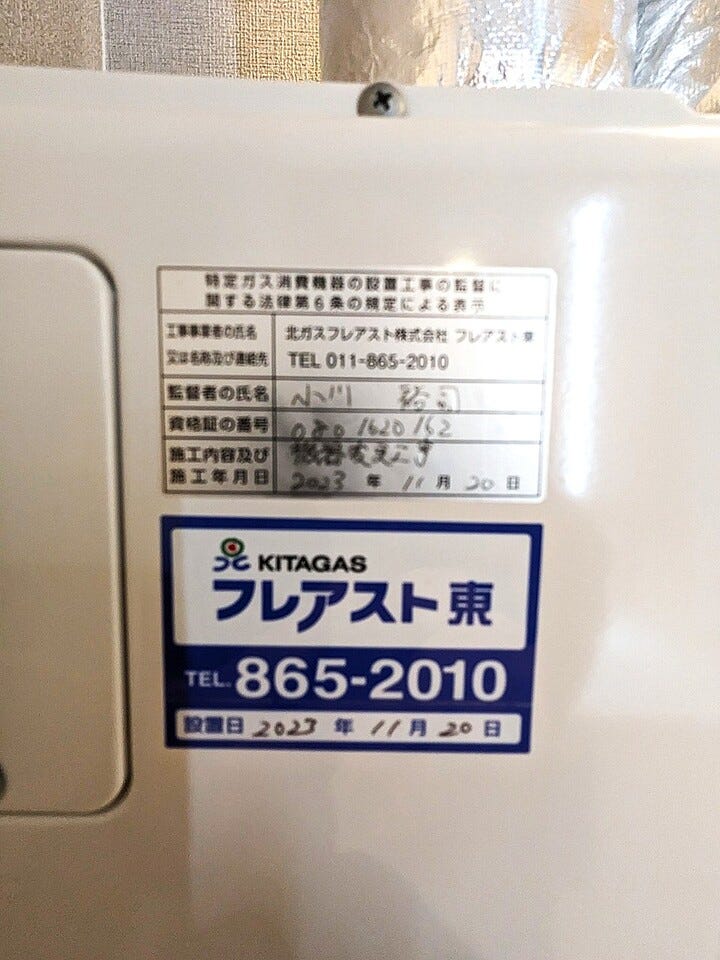 特定ガス消費機器の設置工事の監督に
関する法律第6条の規定による表示
工事事業者の氏名 北ガスフレアスト株式会社 フレアスト東
又は名称及び連絡先 TEL 011-865-2010
監督者の氏名 小川
資格証の番号 080 1620162
施工内容及び
施工年月日 2023 年 11 月 20 日
KITAGAS
フレアスト東
TEL. 865-2010
設置日 2023 年 11 月 20 日